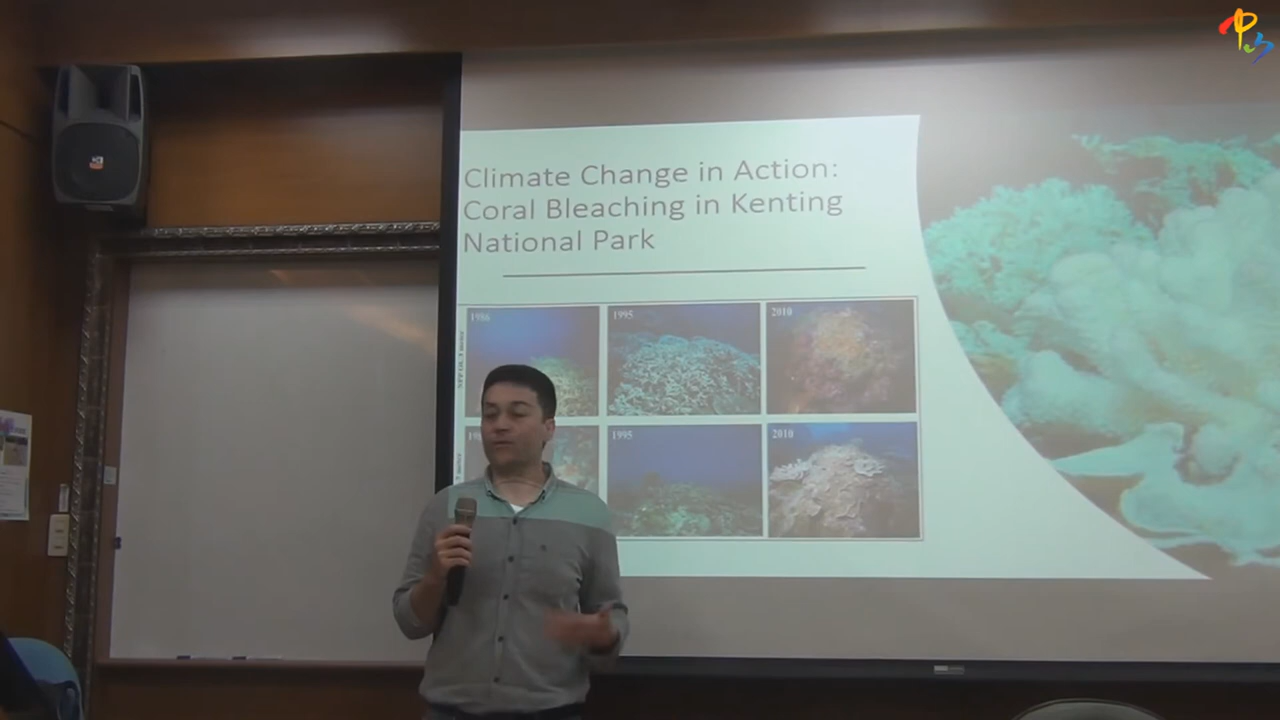 Climate Change in Action:
Coral Bleaching in Kenting
National Park
1986
1995
2010
1995
2010